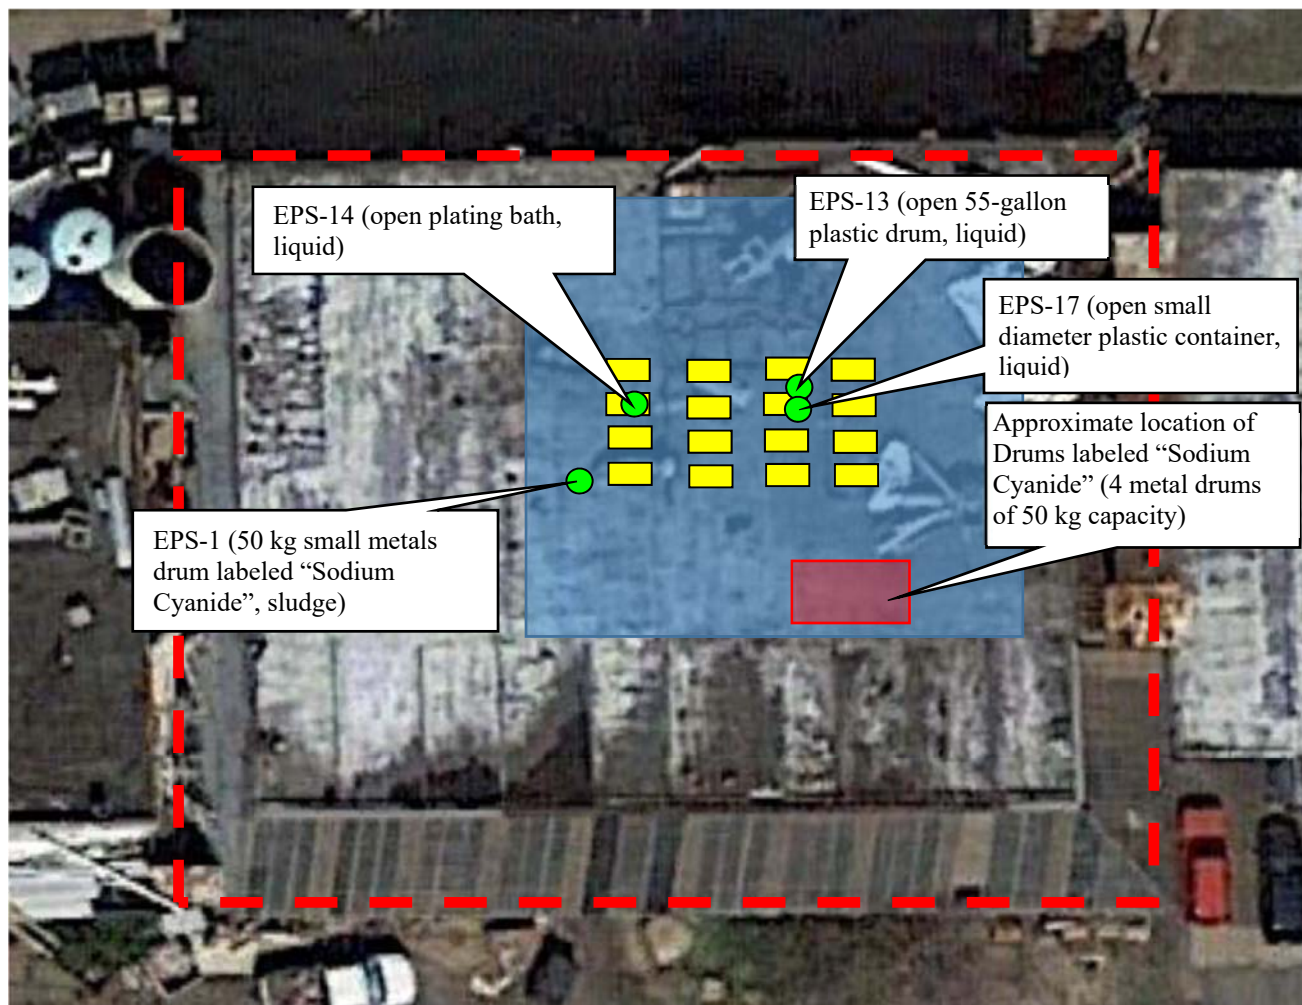 EPS-14 (open plating bath,
liquid)
EPS-13 (open 55-gallon
plastic drum, liquid)
EPS-17 (open small
diameter plastic container,
liquid)
Approximate location of
Drums labeled “Sodium
Cyanide” (4 metal drums
of 50 kg capacity)
EPS-1 (50 kg small metals
drum labeled “Sodium
Cyanide”, sludge)